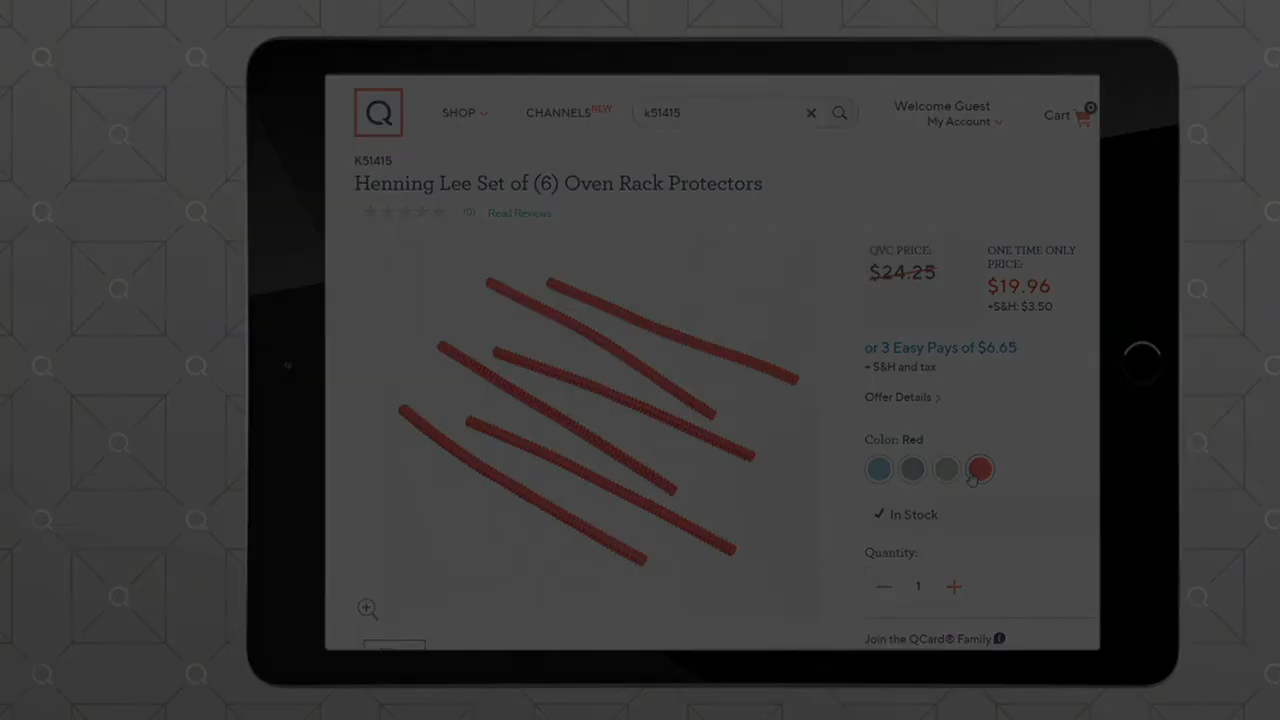 Q
SHOP
CHANNELS NEW
k51415
Welcome Guest
My Account
Cart
0
K51415
Henning Lee Set of (6) Oven Rack Protectors
(0) Read Reviews
QVC PRICE:
$24.25
ONE TIME ONLY
PRICE:
$19.96
+S&H: $3.50
or 3 Easy Pays of $6.65
+ S&H and tax
Offer Details
Color: Red
In Stock
Quantity:
1
Join the QCard® Family